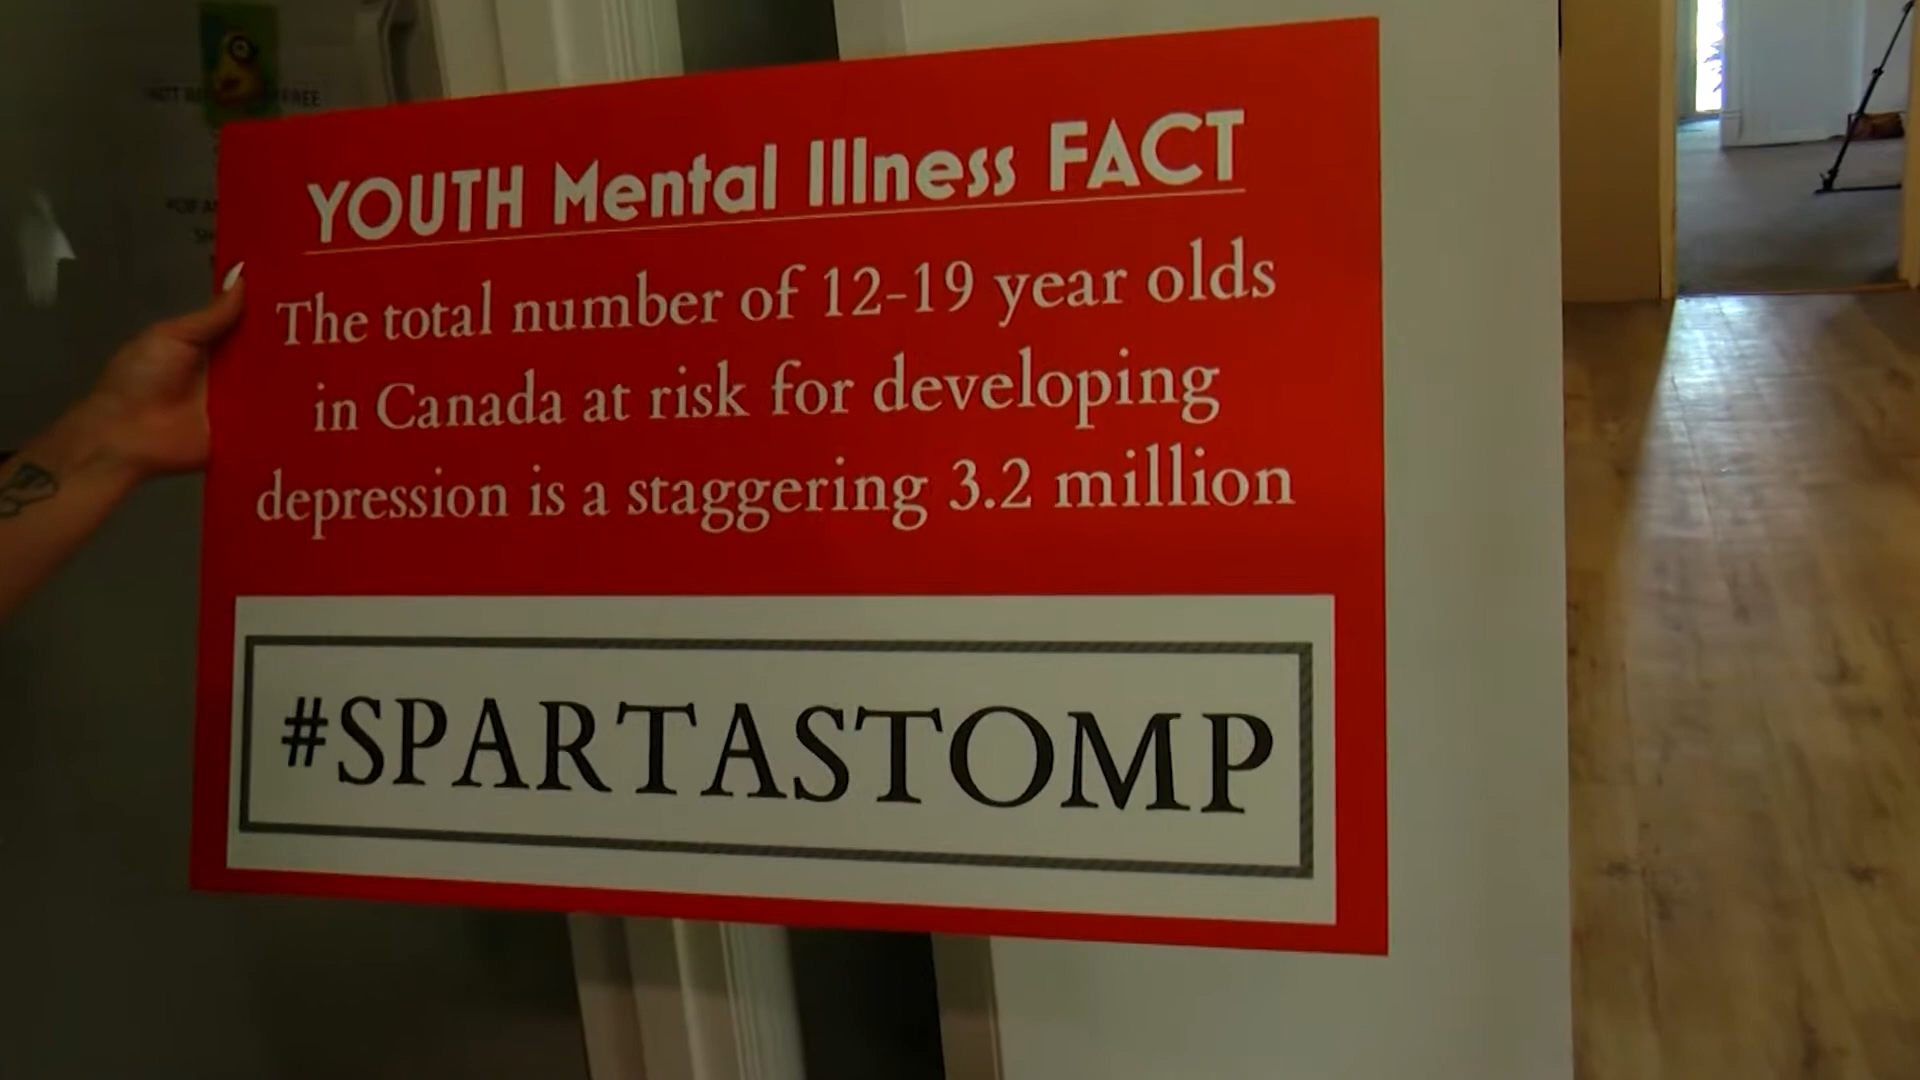 YOUTH Mental Illness FACT
The total number of 12-19 year olds
in Canada at risk for developing
depression is a staggering 3.2 million
#SPARTASTOMP